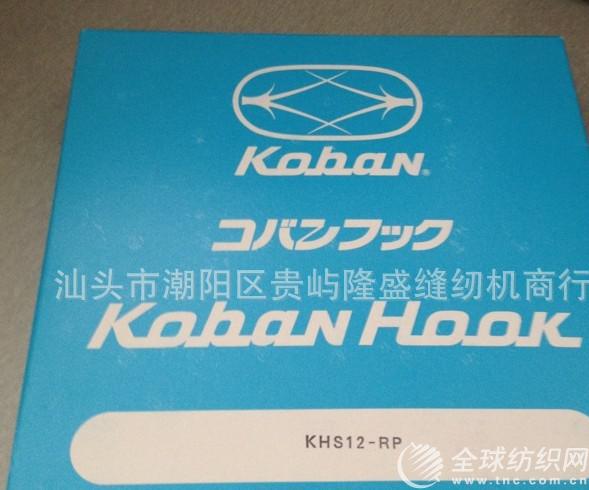 Koban®
コバンフック
汕头市潮阳区贵屿隆盛缝纫机商行
Koban Hook
KHS12-RP
全球纺织网
www.tnc.com.cn